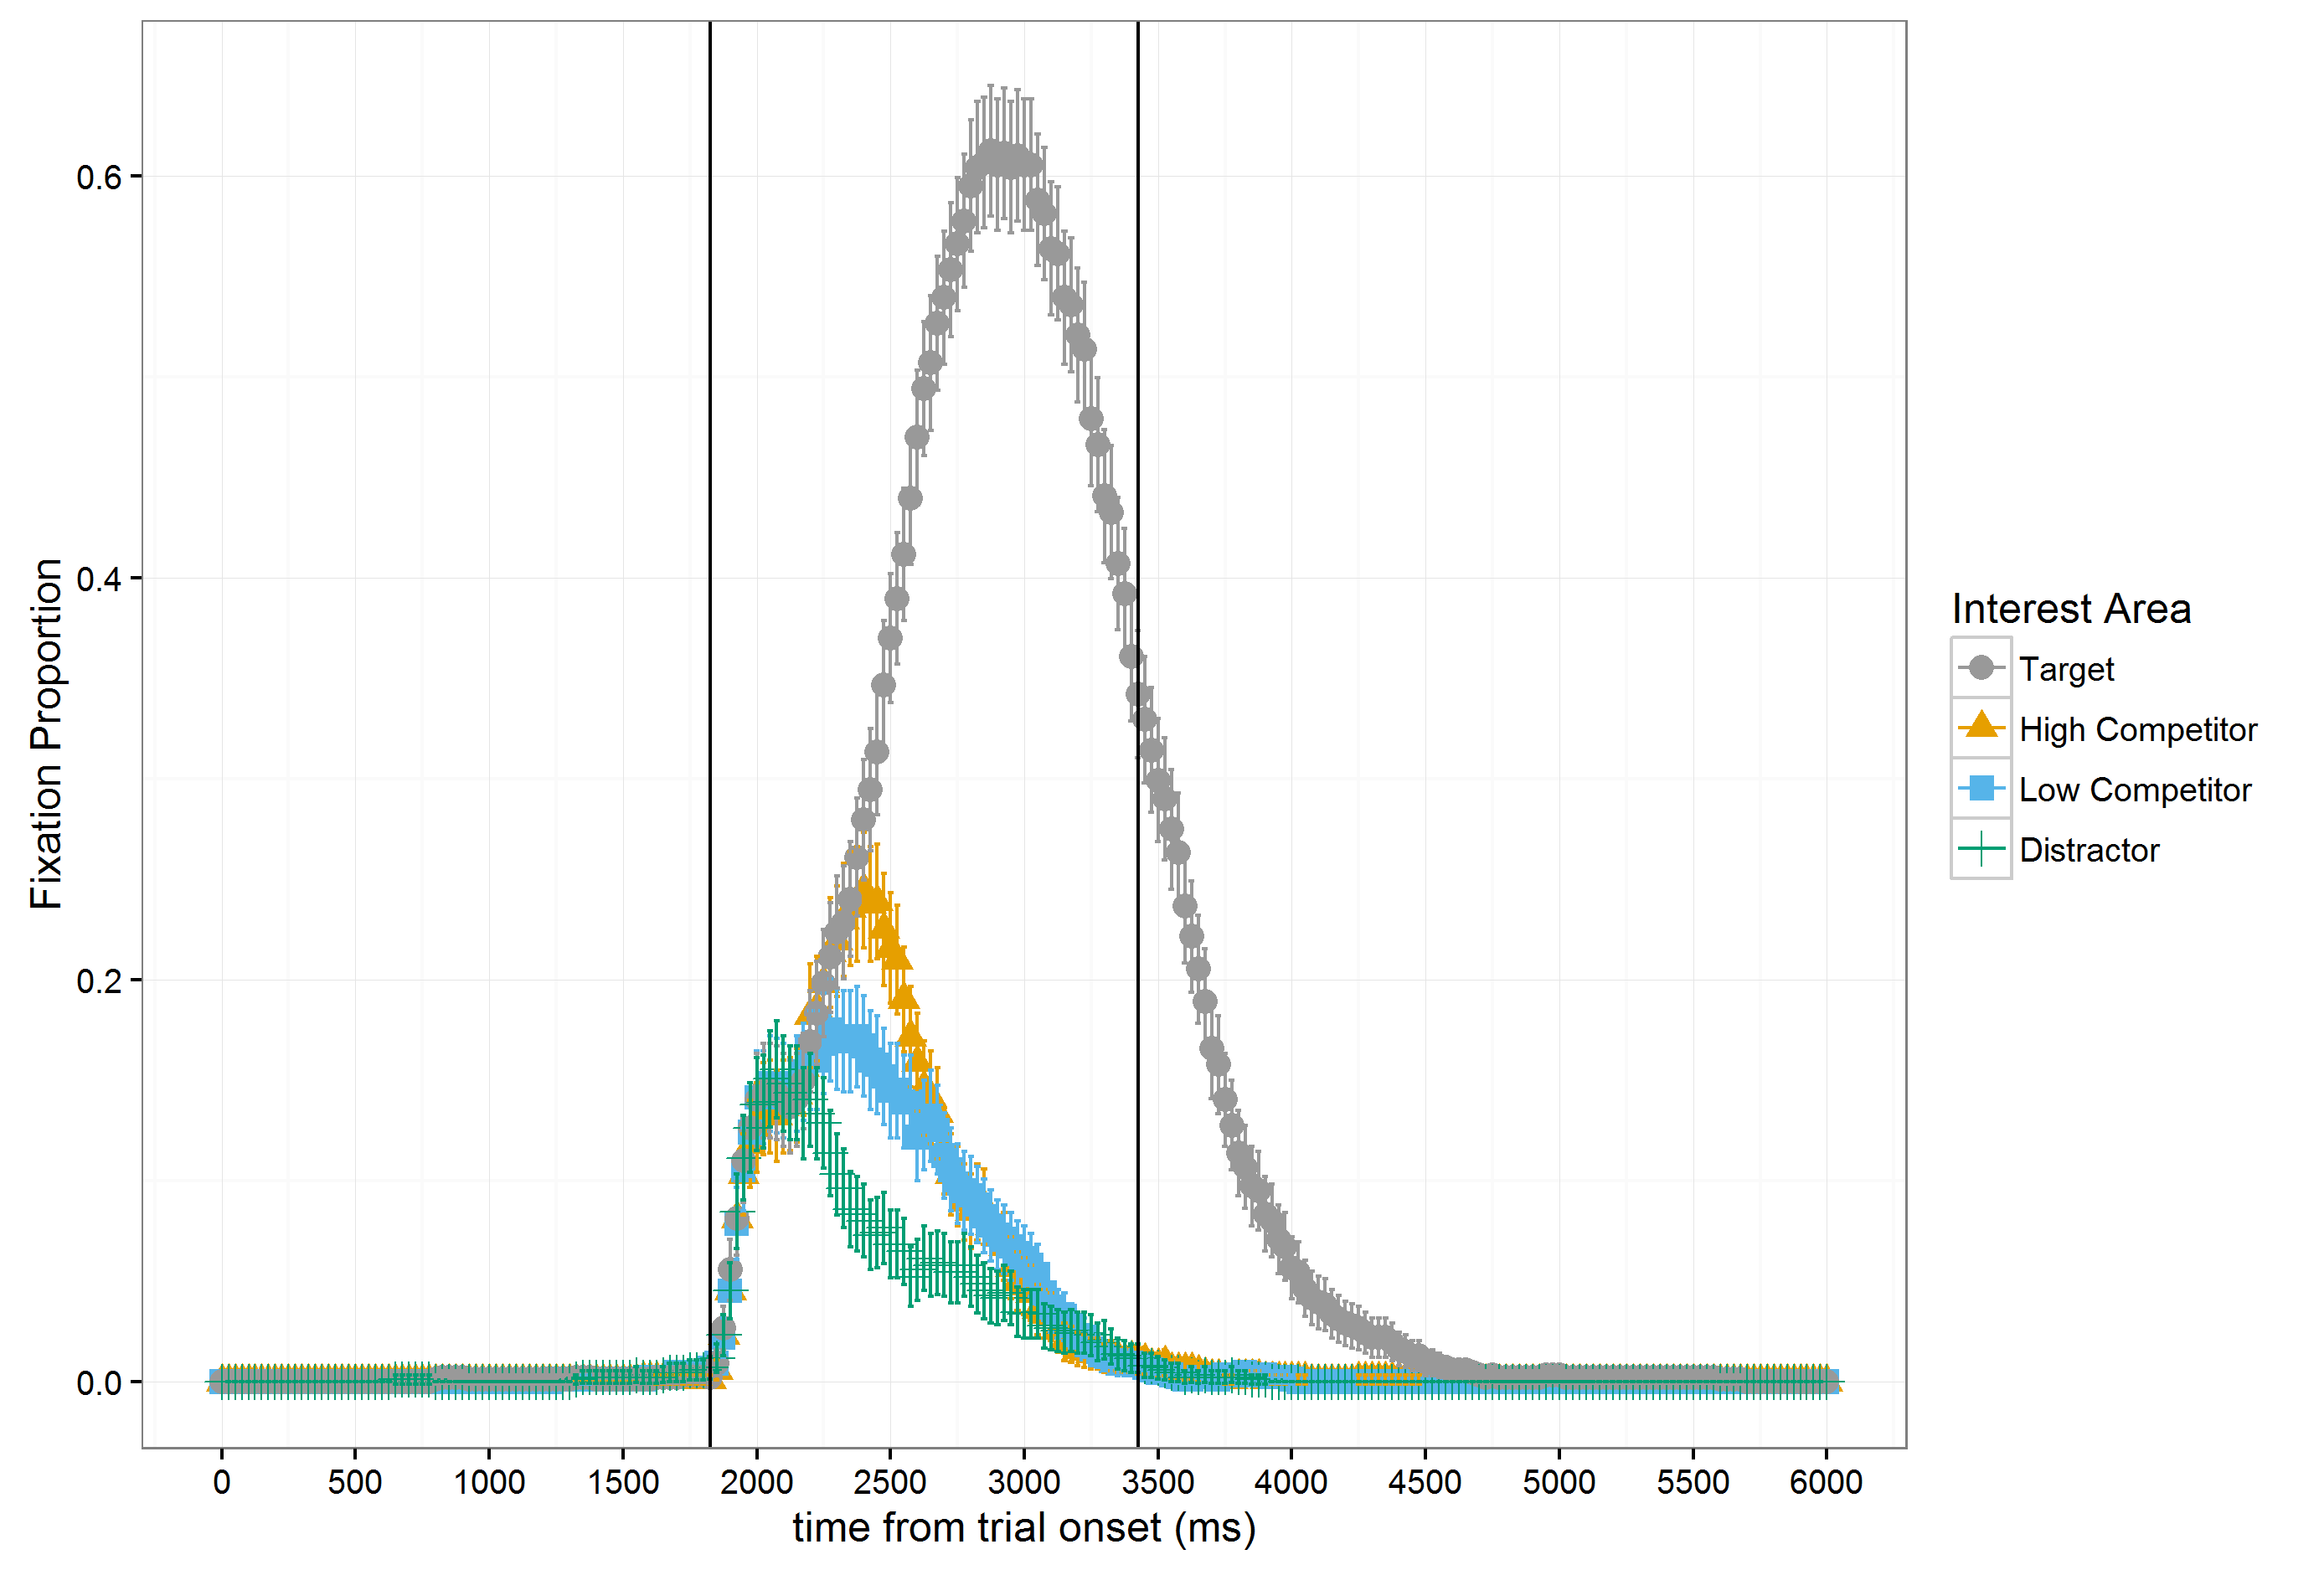 Fixation Proportion
0.6
0.4
0.2
0.0
0 500 1000 1500 2000 2500 3000 3500 4000 4500 5000 5500 6000
time from trial onset (ms)
Interest Area
Target
High Competitor
Low Competitor
Distractor